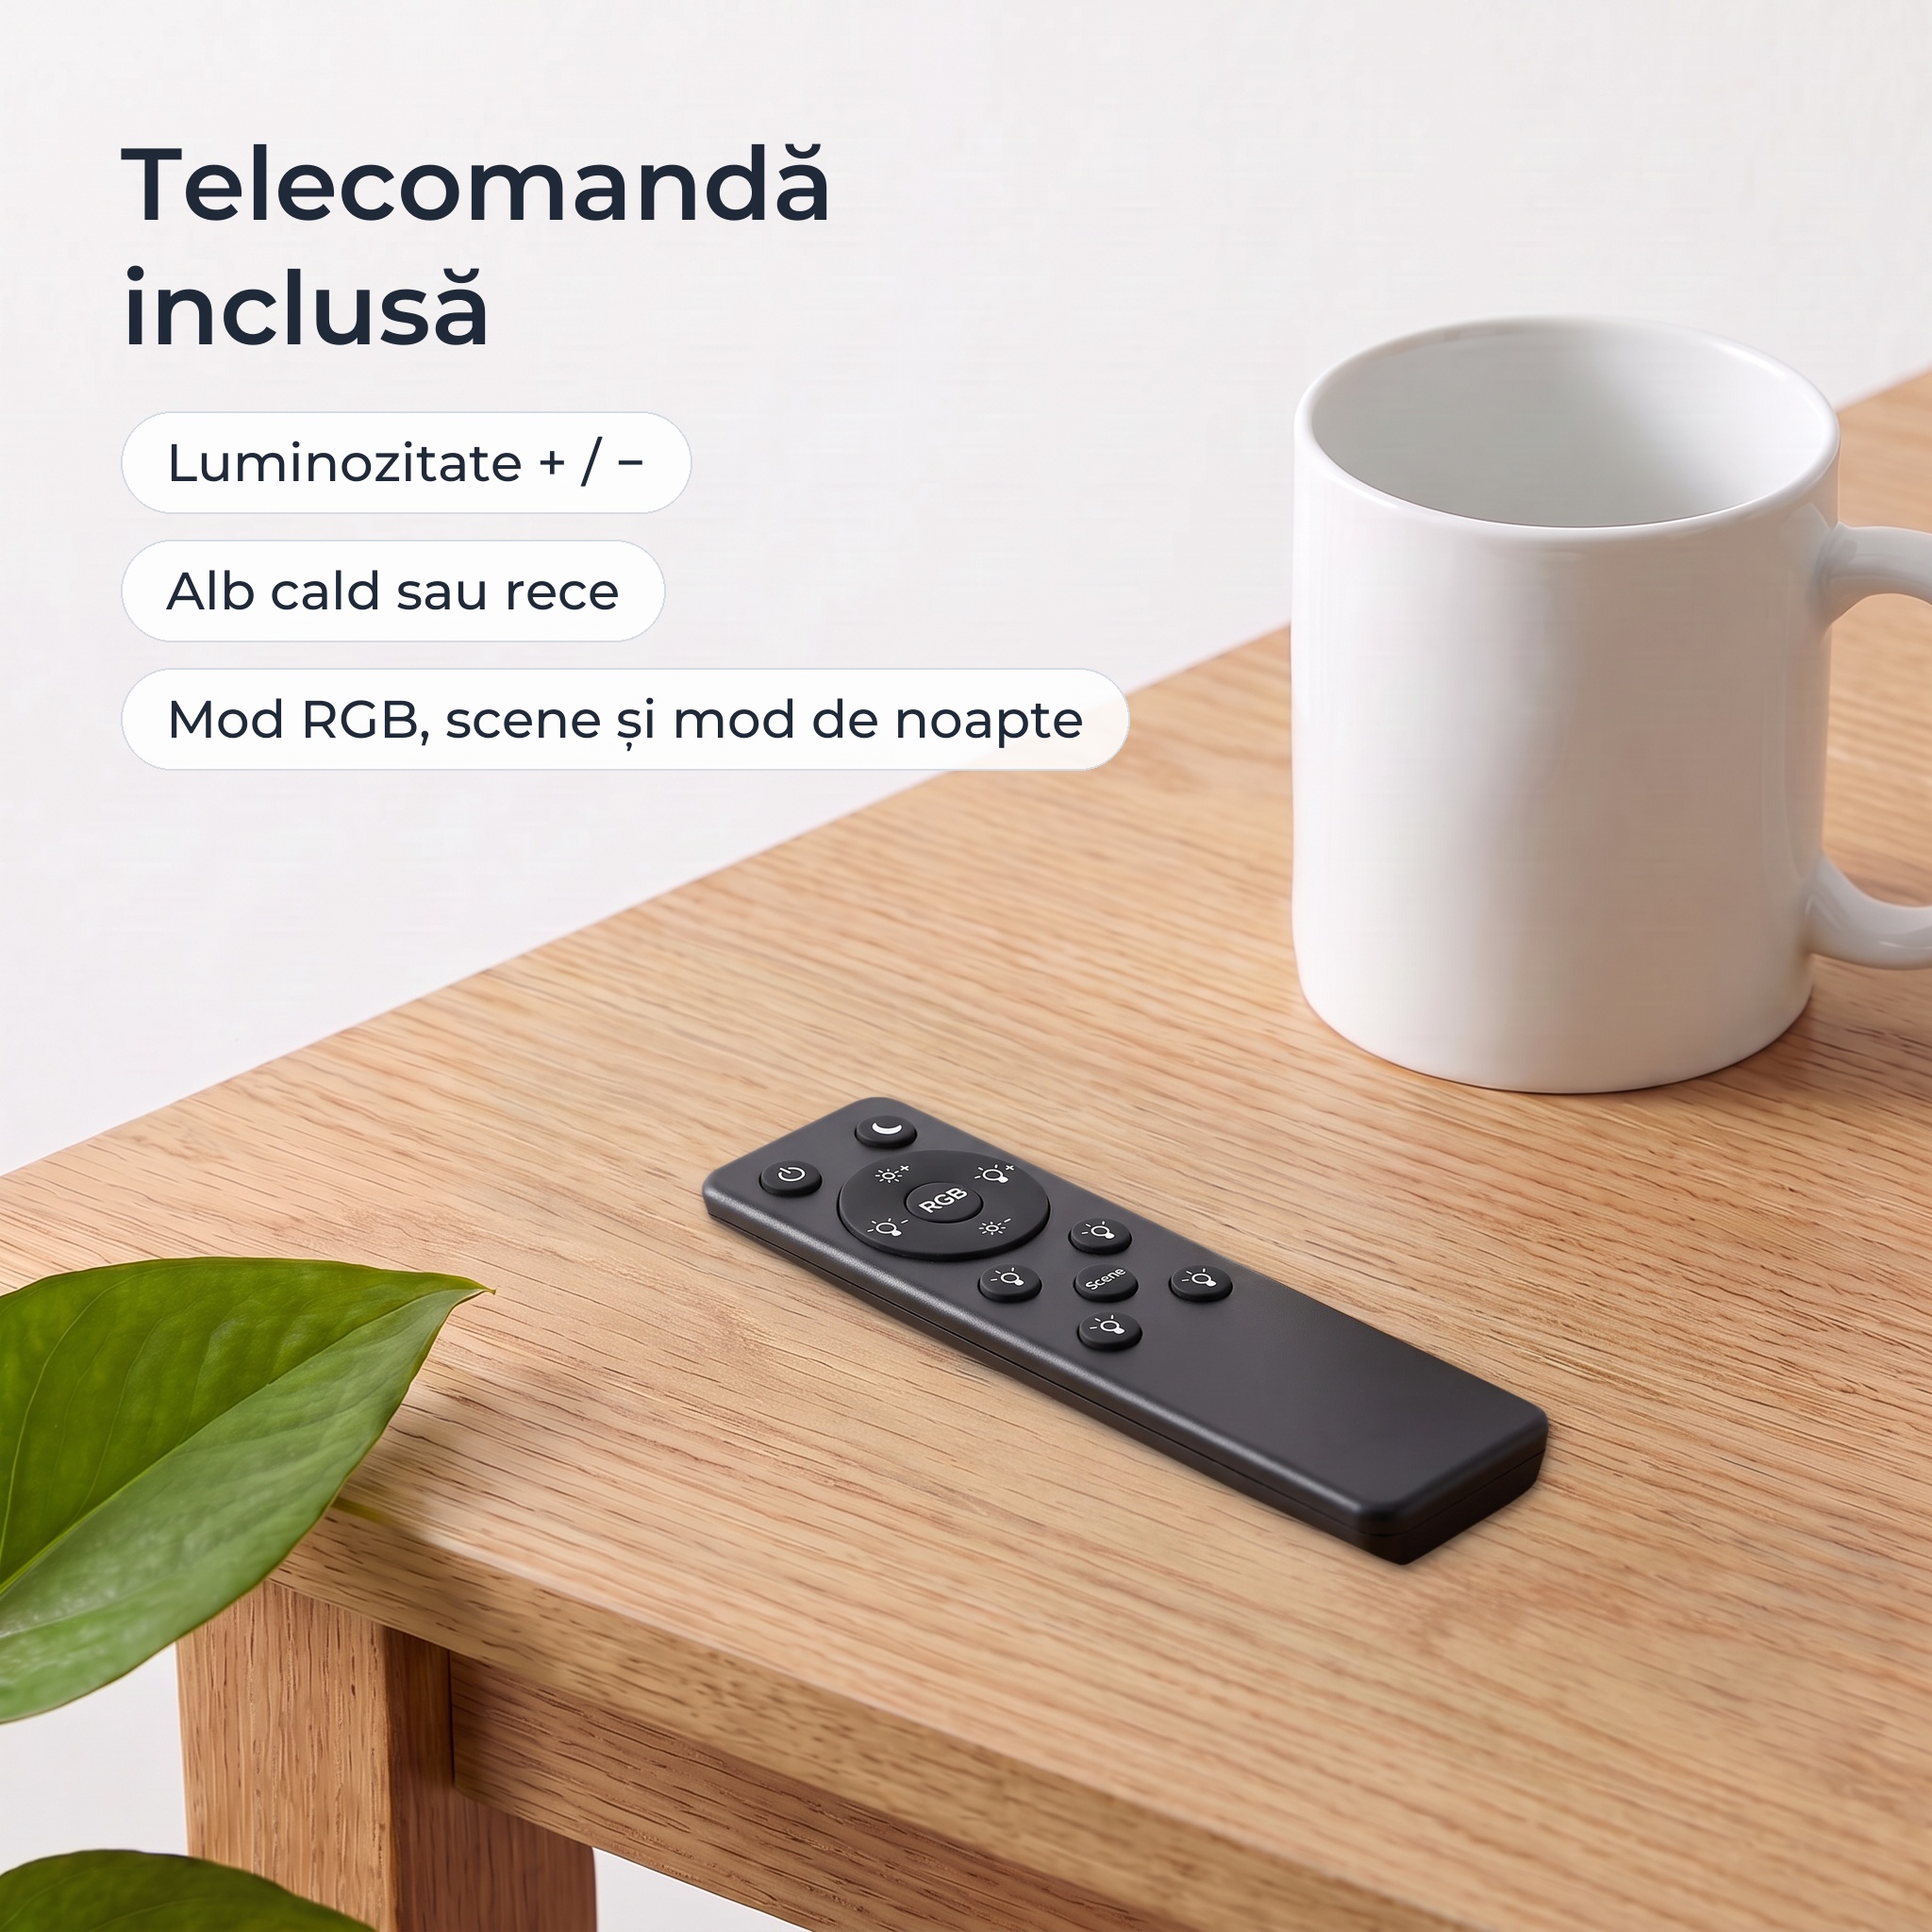 Telecomandă
inclusă
Luminozitate + / −
Alb cald sau rece
Mod RGB, scene și mod de noapte
RGB
Scene